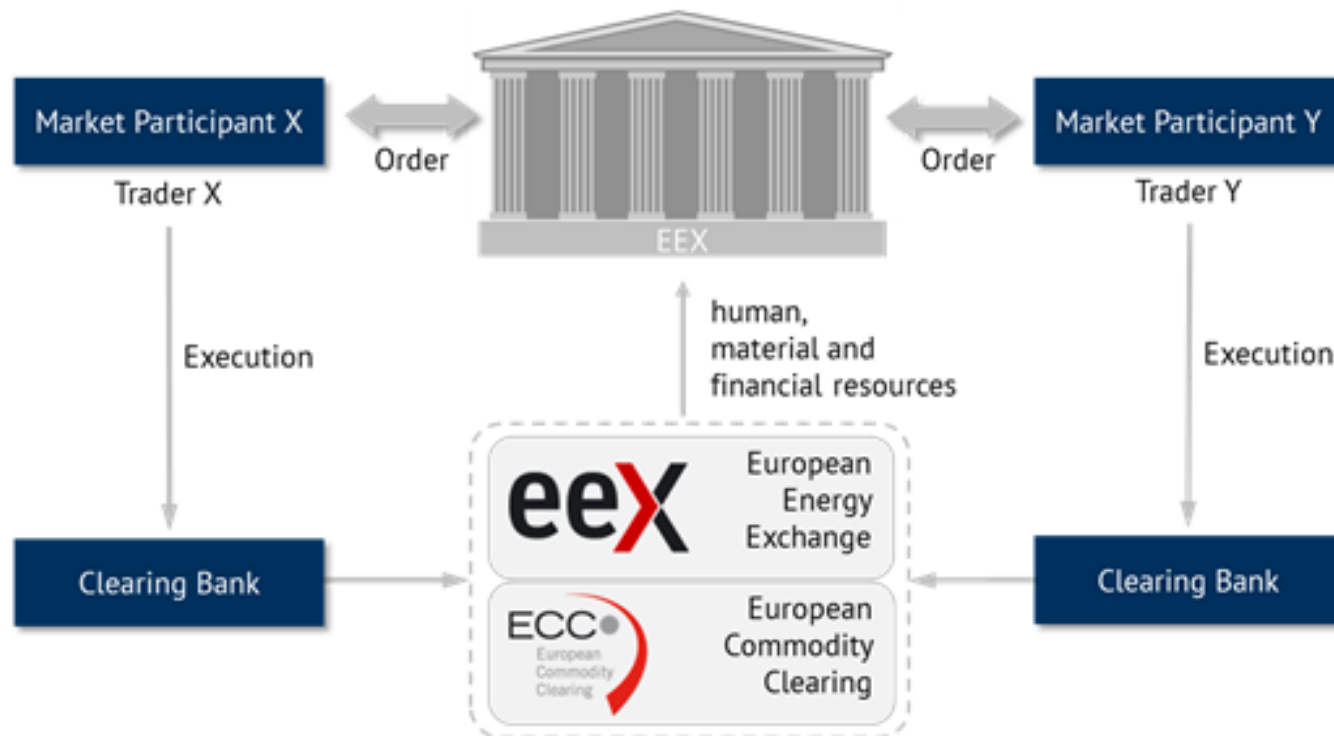 Market Participant X
Order
Order
Market Participant Y
Trader X
Trader Y
EEX
human,
material and
financial resources
Execution
Execution
eex
European
Energy
Exchange
Clearing Bank
Clearing Bank
ECC
European
Commodity
Clearing
European
Commodity
Clearing